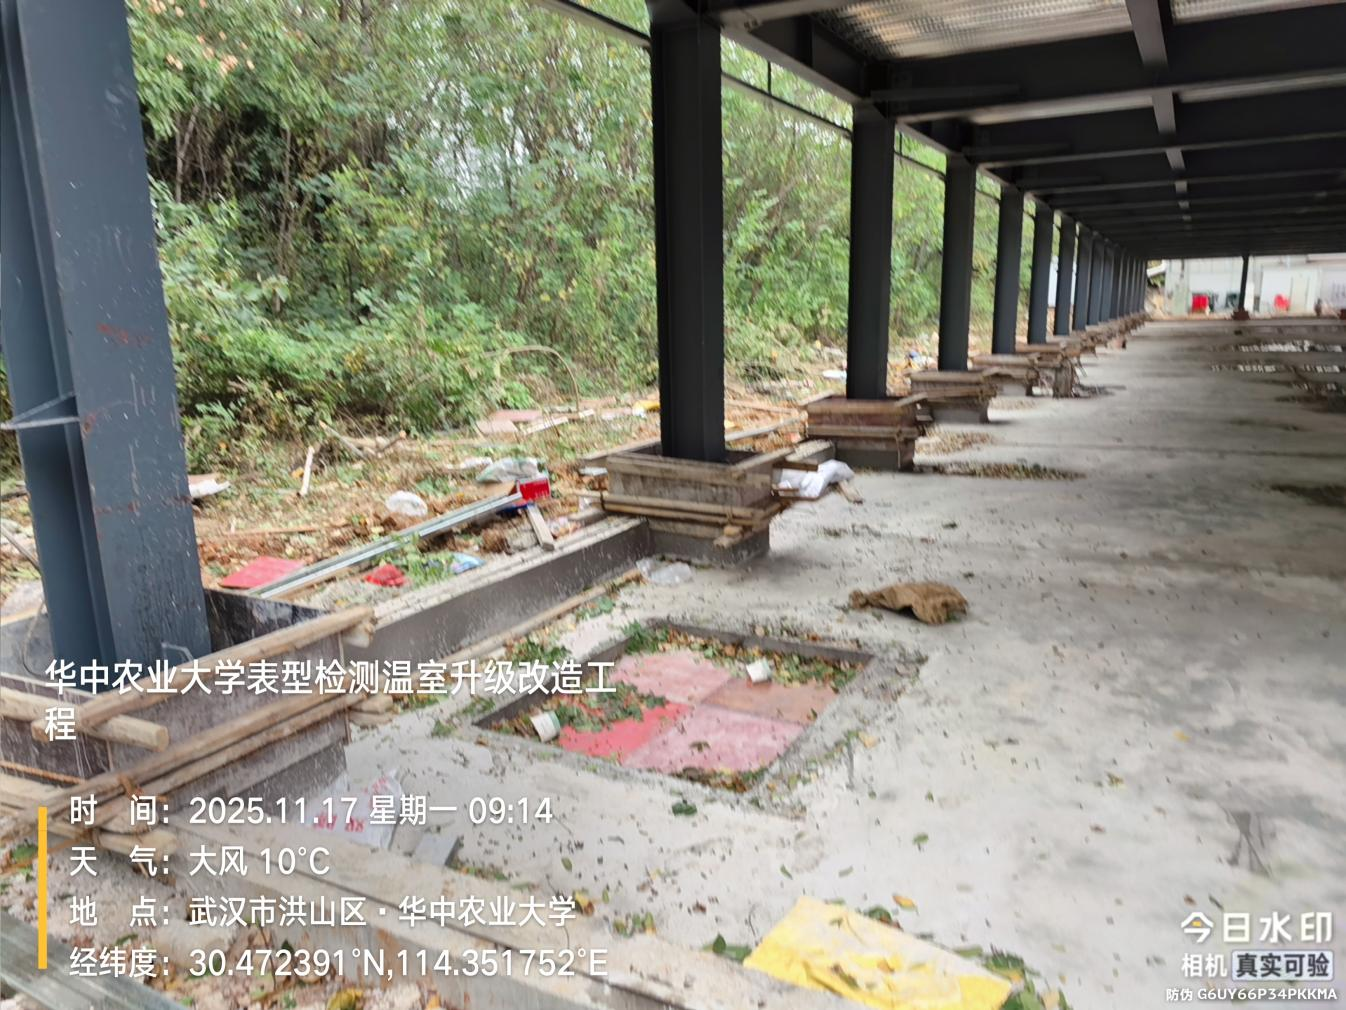 华中农业大学表型检测温室升级改造工
程
时 间：2025.11.17 星期一 09:14
天 气：大风 10°C
地 点：武汉市洪山区·华中农业大学
经纬度：30.472391°N,114.351752°E
今日水印
相机 真实可验
防伪 G6UY66P34PKKMA